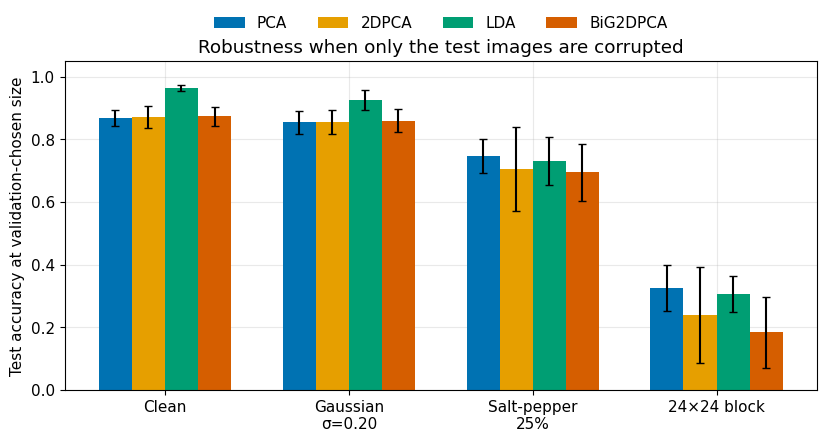 PCA 2DPCA LDA BiG2DPCA
Robustness when only the test images are corrupted
Test accuracy at validation-chosen size
1.0
0.8
0.6
0.4
0.2
0.0
Clean
Gaussian
σ=0.20
Salt-pepper
25%
24×24 block